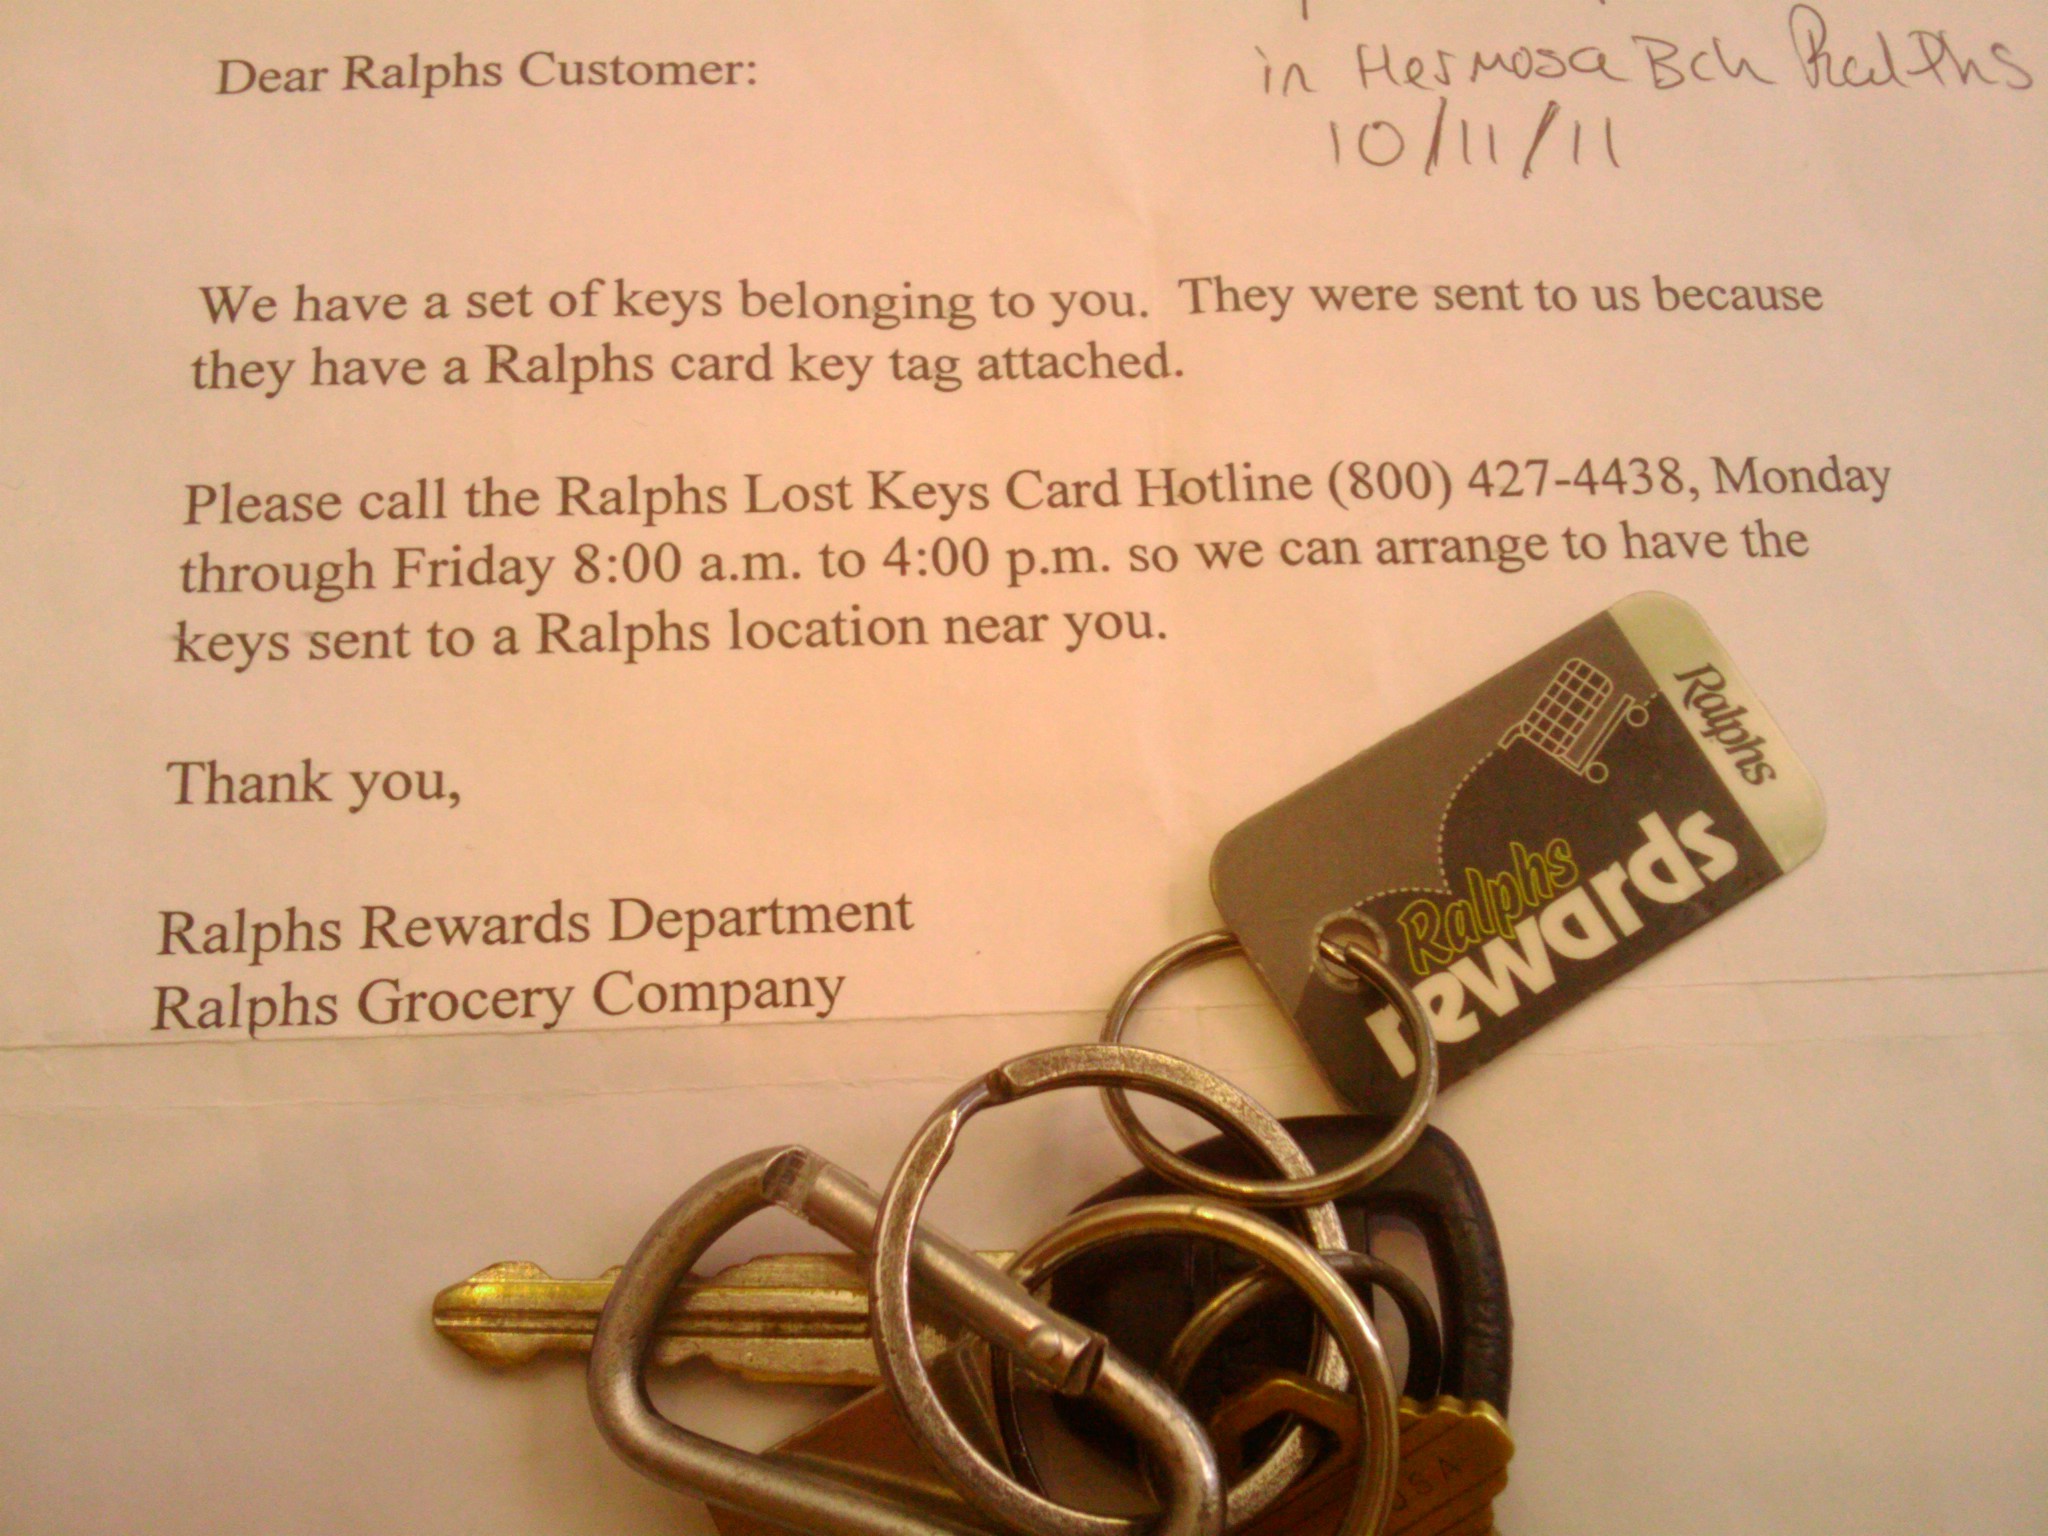 in Hermosa Bch Ralphs
10/11/11
Dear Ralphs Customer:
We have a set of keys belonging to you. They were sent to us because
they have a Ralphs card key tag attached.
Please call the Ralphs Lost Keys Card Hotline (800) 427-4438, Monday
through Friday 8:00 a.m. to 4:00 p.m. so we can arrange to have the
keys sent to a Ralphs location near you.
Thank you,
Ralphs Rewards Department
Ralphs Grocery Company
Ralphs
Ralphs
rewards
USA